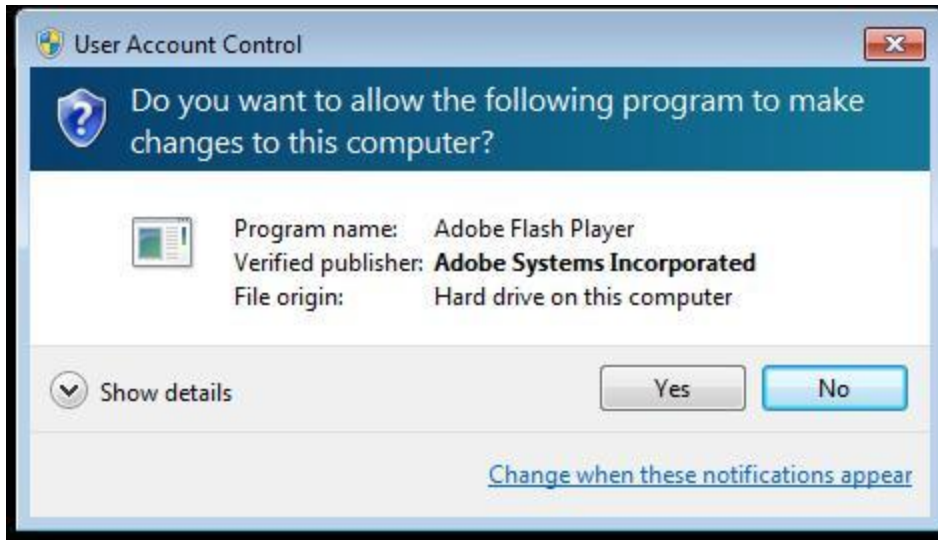 User Account Control
Do you want to allow the following program to make
changes to this computer?
Program name: Adobe Flash Player
Verified publisher: Adobe Systems Incorporated
File origin: Hard drive on this computer
Show details
Yes
No
Change when these notifications appear